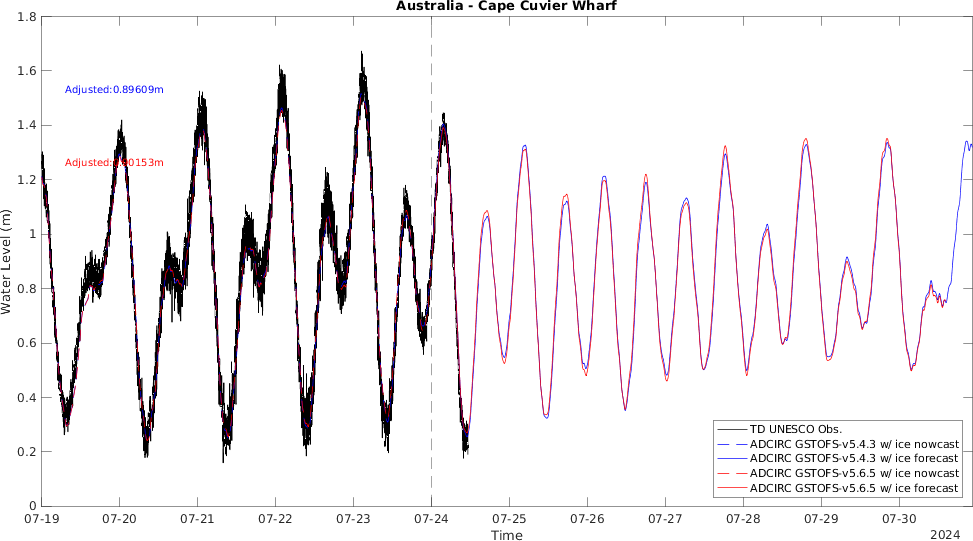 Australia - Cape Cuvier Wharf
1.8
1.6
1.4
1.2
1
0.8
0.6
0.4
0.2
0
Water Level (m)
Adjusted:0.89609m
TD UNESCO Obs.
ADCIRC GSTOFS-v5.4.3 w/ ice nowcast
ADCIRC GSTOFS-v5.4.3 w/ ice forecast
ADCIRC GSTOFS-v5.6.5 w/ ice nowcast
ADCIRC GSTOFS-v5.6.5 w/ ice forecast
07-19 07-20 07-21 07-22 07-23 07-24 07-25 07-26 07-27 07-28 07-29 07-30
Time
2024